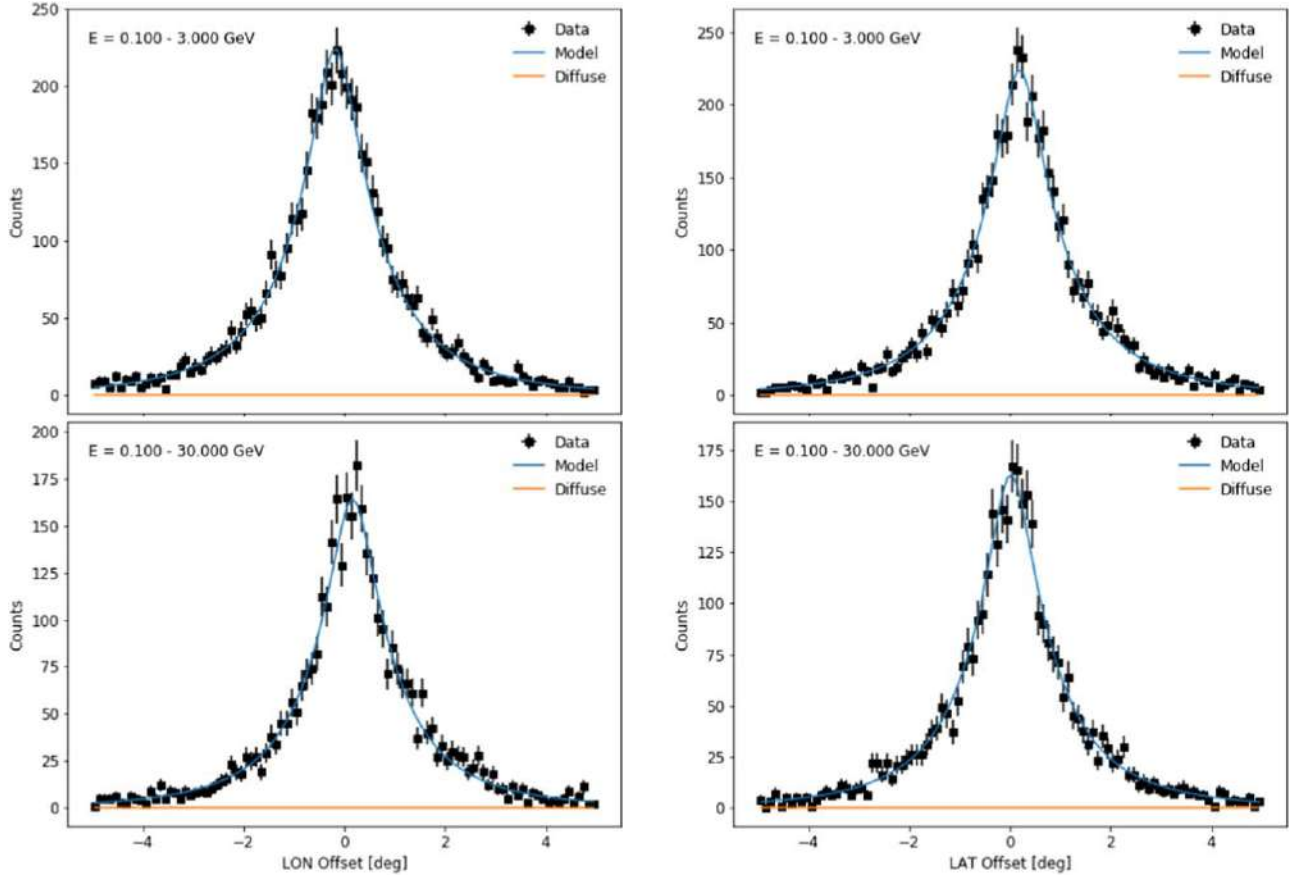 250
200
150
100
50
0
Counts
E = 0.100 - 3.000 GeV
Data
Model
Diffuse
250
200
150
100
50
0
Counts
E = 0.100 - 3.000 GeV
Data
Model
Diffuse
200
175
150
125
100
75
50
25
0
Counts
E = 0.100 - 30.000 GeV
Data
Model
Diffuse
−4 −2 0 2 4
LON Offset [deg]
175
150
125
100
75
50
25
0
Counts
E = 0.100 - 30.000 GeV
Data
Model
Diffuse
−4 −2 0 2 4
LAT Offset [deg]